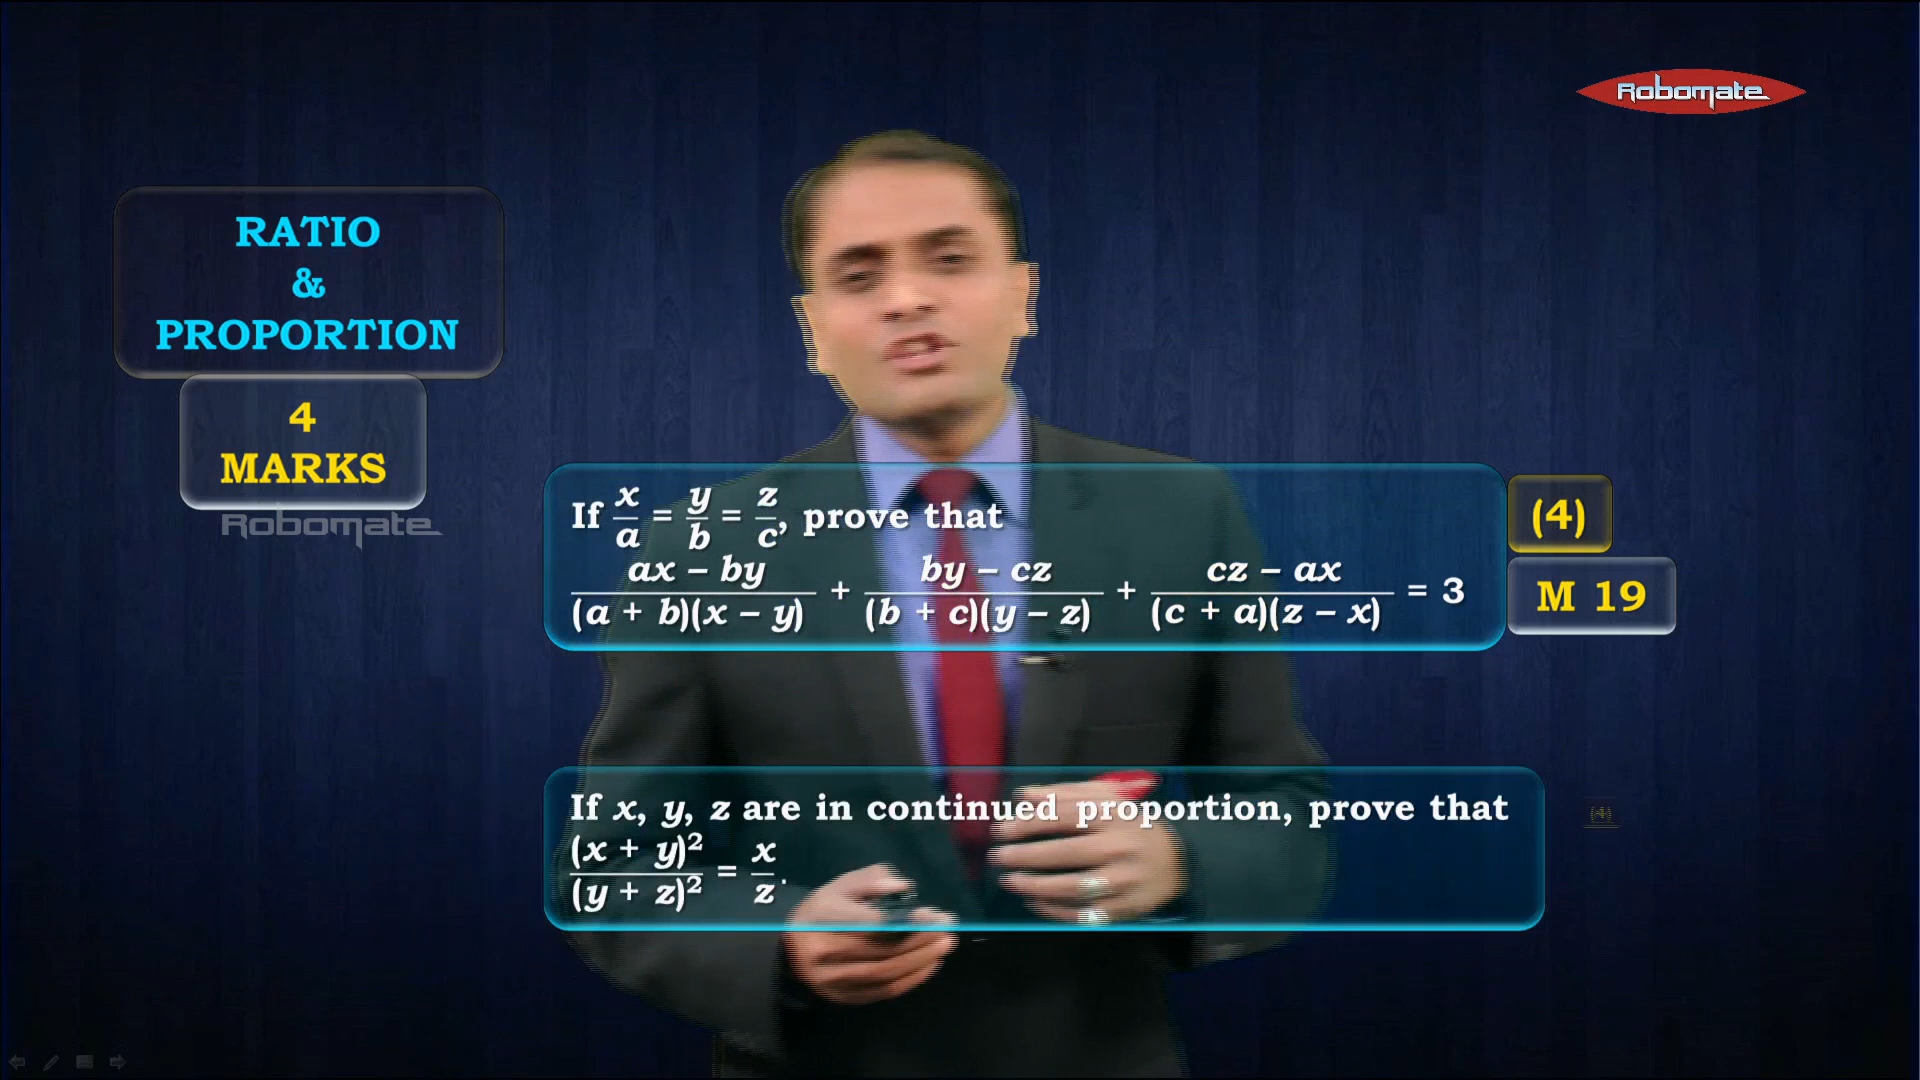 Robomate
RATIO
&
PROPORTION
4
MARKS
Robomate
If x/a = y/b = z/c, prove that
(ax – by)/((a + b)(x – y)) + (by – cz)/((b + c)(y – z)) + (cz – ax)/((c + a)(z – x)) = 3
(4)
M 19
If x, y, z are in continued proportion, prove that
(x + y)²/(y + z)² = x/z.
(4)